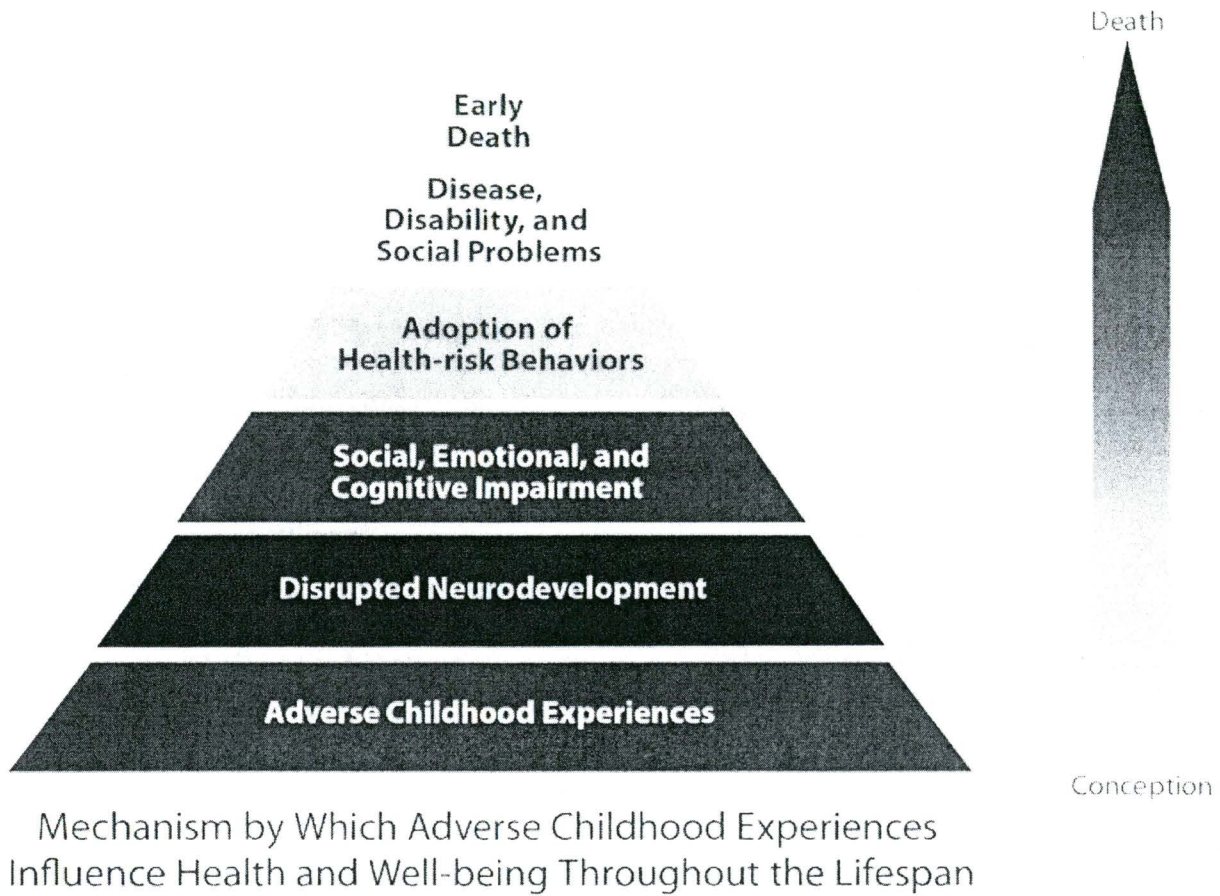 Death
Early
Death
Disease,
Disability, and
Social Problems
Adoption of
Health-risk Behaviors
Social, Emotional, and
Cognitive Impairment
Disrupted Neurodevelopment
Adverse Childhood Experiences
Conception
Mechanism by Which Adverse Childhood Experiences
Influence Health and Well-being Throughout the Lifespan